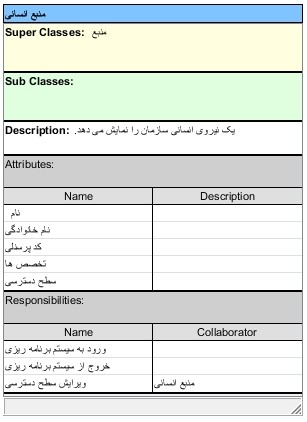 منبع انسانی
Super Classes: منبع
Sub Classes:
Description: یک نیروی انسانی سازمان را نمایش می دهد.
Attributes:
Name Description
نام
نام خانوادگی
کد پرسنلی
تخصص ها
سطح دسترسی
Responsibilities:
Name Collaborator
ورود به سیستم برنامه ریزی
خروج از سیستم برنامه ریزی
ویرایش سطح دسترسی منبع انسانی